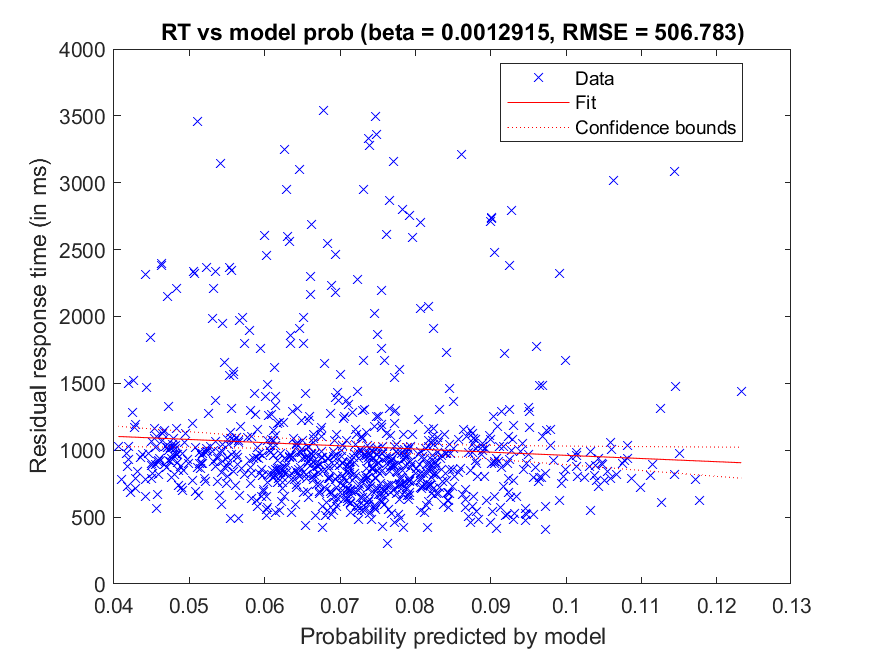 RT vs model prob (beta = 0.0012915, RMSE = 506.783)
4000
3500
3000
2500
2000
1500
1000
500
0
Residual response time (in ms)
Data
Fit
Confidence bounds
0.04 0.05 0.06 0.07 0.08 0.09 0.1 0.11 0.12 0.13
Probability predicted by model